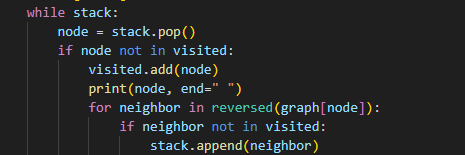 while stack:
    node = stack.pop()
    if node not in visited:
        visited.add(node)
        print(node, end=" ")
        for neighbor in reversed(graph[node]):
            if neighbor not in visited:
                stack.append(neighbor)